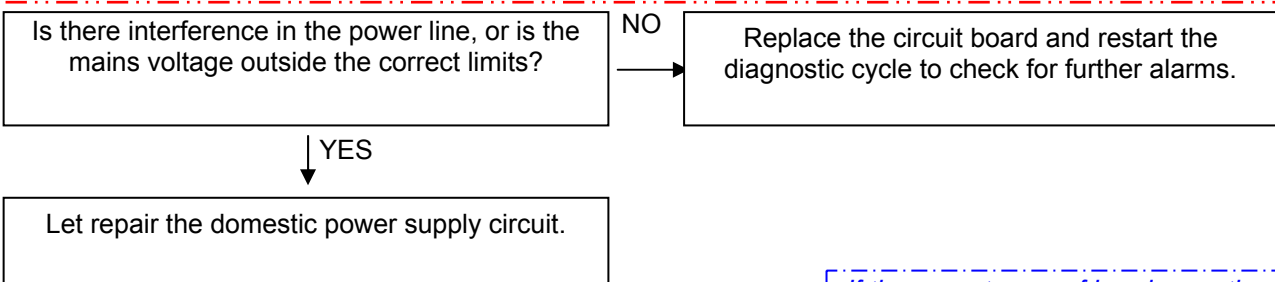 Is there interference in the power line, or is the
mains voltage outside the correct limits?
NO
Replace the circuit board and restart the
diagnostic cycle to check for further alarms.
YES
Let repair the domestic power supply circuit.